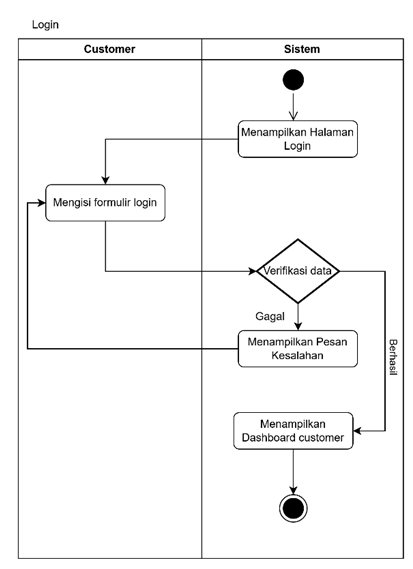 Login
Customer
Sistem
Menampilkan Halaman
Login
Mengisi formulir login
Verifikasi data
Gagal
Menampilkan Pesan
Kesalahan
Berhasil
Menampilkan
Dashboard customer